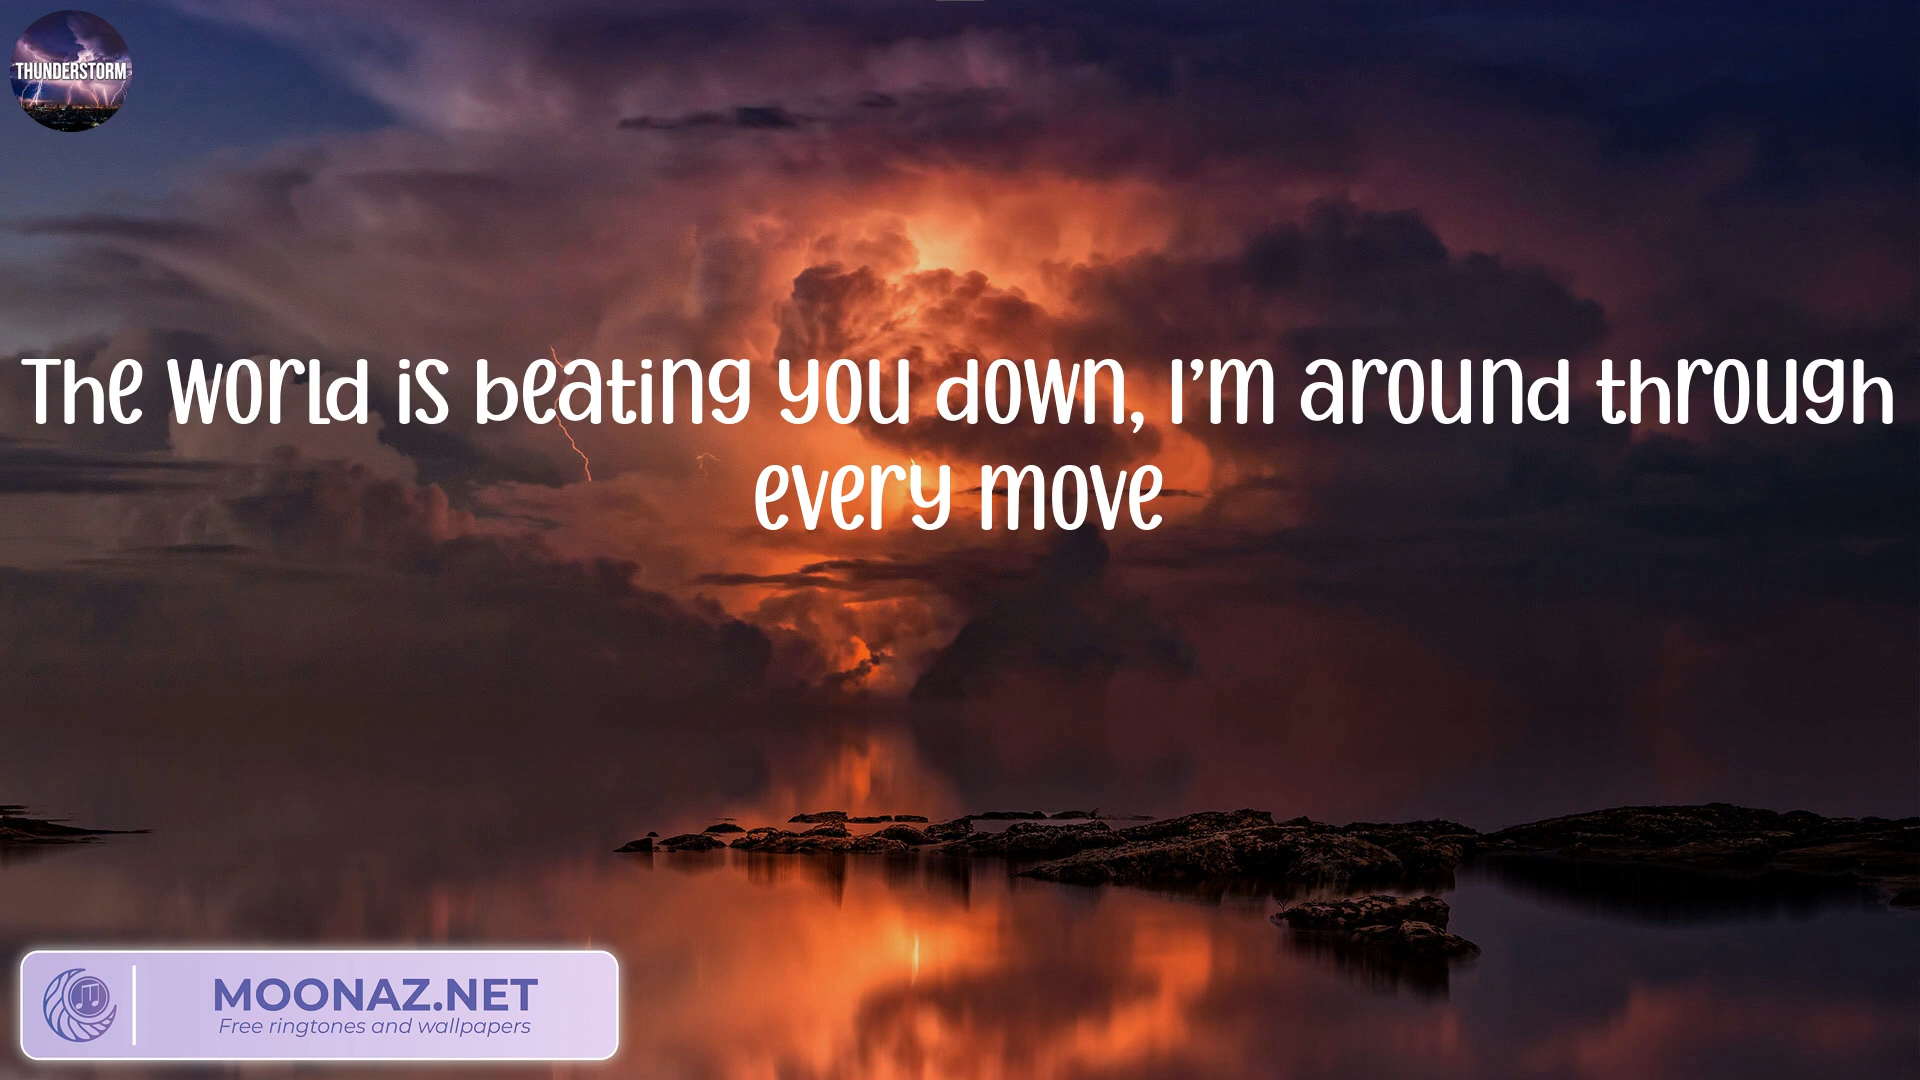 THUNDERSTORM
The world is beating you down, I'm around through
every move
MOONAZ.NET
Free ringtones and wallpapers